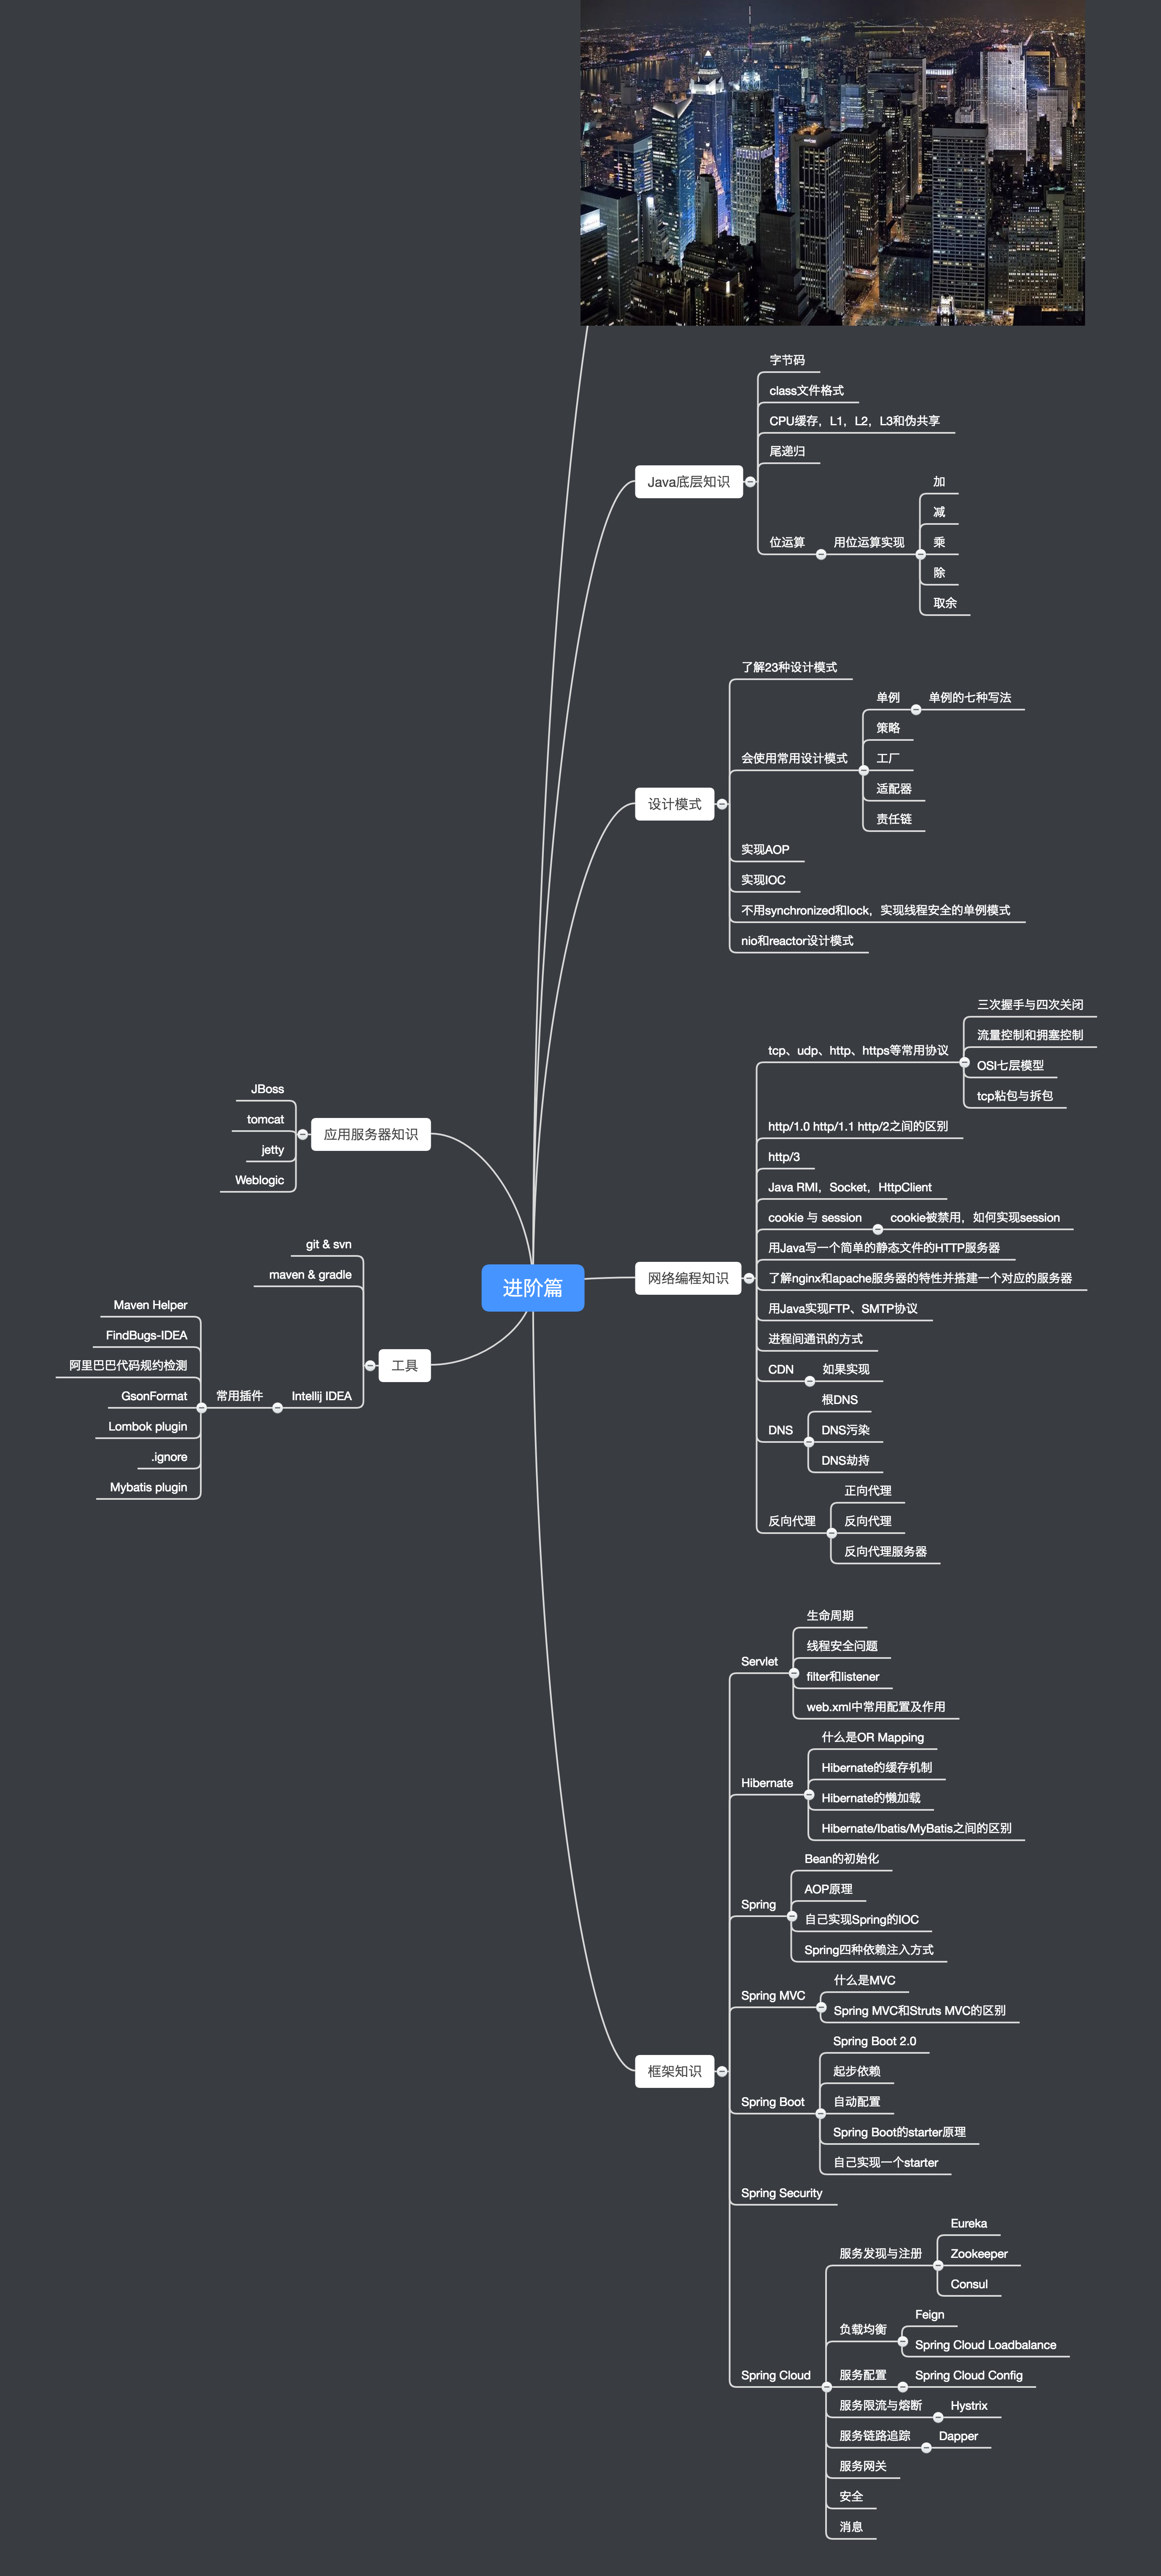 进阶篇
Java底层知识
字节码
class文件格式
CPU缓存，L1，L2，L3和伪共享
尾递归
位运算
用位运算实现
加
减
乘
除
取余
设计模式
了解23种设计模式
会使用常用设计模式
单例
单例的七种写法
策略
工厂
适配器
责任链
实现AOP
实现IOC
不用synchronized和lock，实现线程安全的单例模式
nio和reactor设计模式
网络编程知识
tcp、udp、http、https等常用协议
三次握手与四次关闭
流量控制和拥塞控制
OSI七层模型
tcp粘包与拆包
http/1.0 http/1.1 http/2之间的区别
http/3
Java RMI，Socket，HttpClient
cookie 与 session
cookie被禁用，如何实现session
用Java写一个简单的静态文件的HTTP服务器
了解nginx和apache服务器的特性并搭建一个对应的服务器
用Java实现FTP、SMTP协议
进程间通讯的方式
CDN
如果实现
DNS
根DNS
DNS污染
DNS劫持
反向代理
正向代理
反向代理
反向代理服务器
框架知识
Servlet
生命周期
线程安全问题
filter和listener
web.xml中常用配置及作用
Hibernate
什么是OR Mapping
Hibernate的缓存机制
Hibernate的懒加载
Hibernate/Ibatis/MyBatis之间的区别
Spring
Bean的初始化
AOP原理
自己实现Spring的IOC
Spring四种依赖注入方式
Spring MVC
什么是MVC
Spring MVC和Struts MVC的区别
Spring Boot
Spring Boot 2.0
起步依赖
自动配置
Spring Boot的starter原理
自己实现一个starter
Spring Security
Spring Cloud
服务发现与注册
Eureka
Zookeeper
Consul
负载均衡
Feign
Spring Cloud Loadbalance
服务配置
Spring Cloud Config
服务限流与熔断
Hystrix
服务链路追踪
Dapper
服务网关
安全
消息
应用服务器知识
JBoss
tomcat
jetty
Weblogic
工具
git & svn
maven & gradle
Intellij IDEA
常用插件
Maven Helper
FindBugs-IDEA
阿里巴巴代码规约检测
GsonFormat
Lombok plugin
.ignore
Mybatis plugin